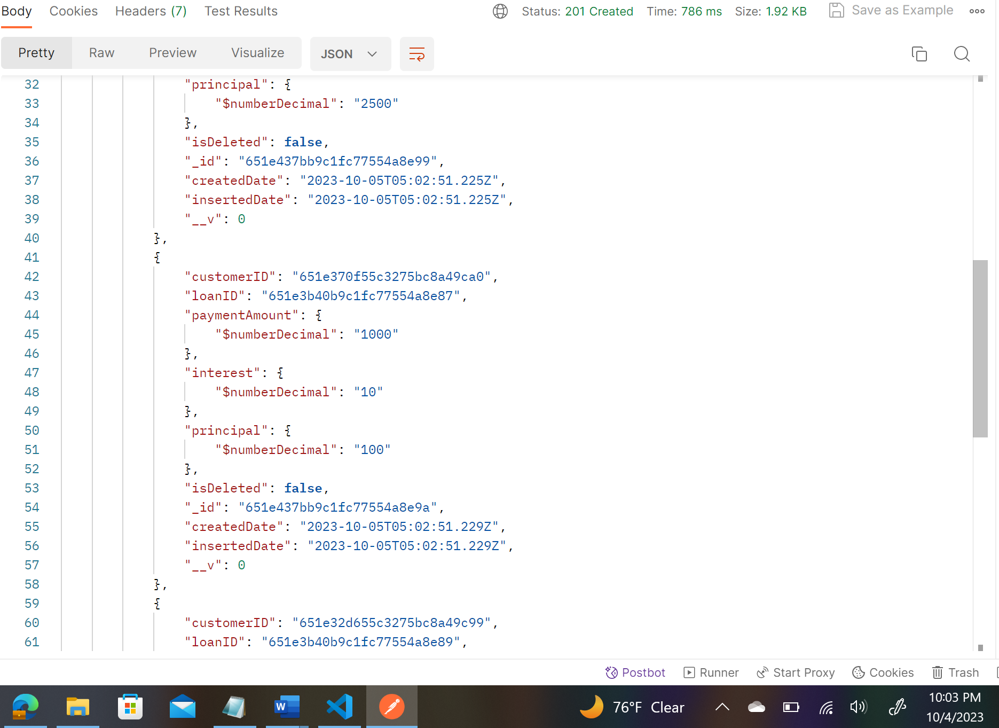 Body Cookies Headers (7) Test Results Status: 201 Created Time: 786 ms Size: 1.92 KB Save as Example
Pretty Raw Preview Visualize JSON
32 "principal": {
33 "$numberDecimal": "2500"
34 },
35 "isDeleted": false,
36 "_id": "651e437bb9c1fc77554a8e99",
37 "createdDate": "2023-10-05T05:02:51.225Z",
38 "insertedDate": "2023-10-05T05:02:51.225Z",
39 "__v": 0
40 },
41 {
42 "customerID": "651e370f55c3275bc8a49ca0",
43 "loanID": "651e3b40b9c1fc77554a8e87",
44 "paymentAmount": {
45 "$numberDecimal": "1000"
46 },
47 "interest": {
48 "$numberDecimal": "10"
49 },
50 "principal": {
51 "$numberDecimal": "100"
52 },
53 "isDeleted": false,
54 "_id": "651e437bb9c1fc77554a8e9a",
55 "createdDate": "2023-10-05T05:02:51.229Z",
56 "insertedDate": "2023-10-05T05:02:51.229Z",
57 "__v": 0
58 },
59 {
60 "customerID": "651e32d655c3275bc8a49c99",
61 "loanID": "651e3b40b9c1fc77554a8e89",
Postbot Runner Start Proxy Cookies Trash
W 76°F Clear 10:03 PM
10/4/2023